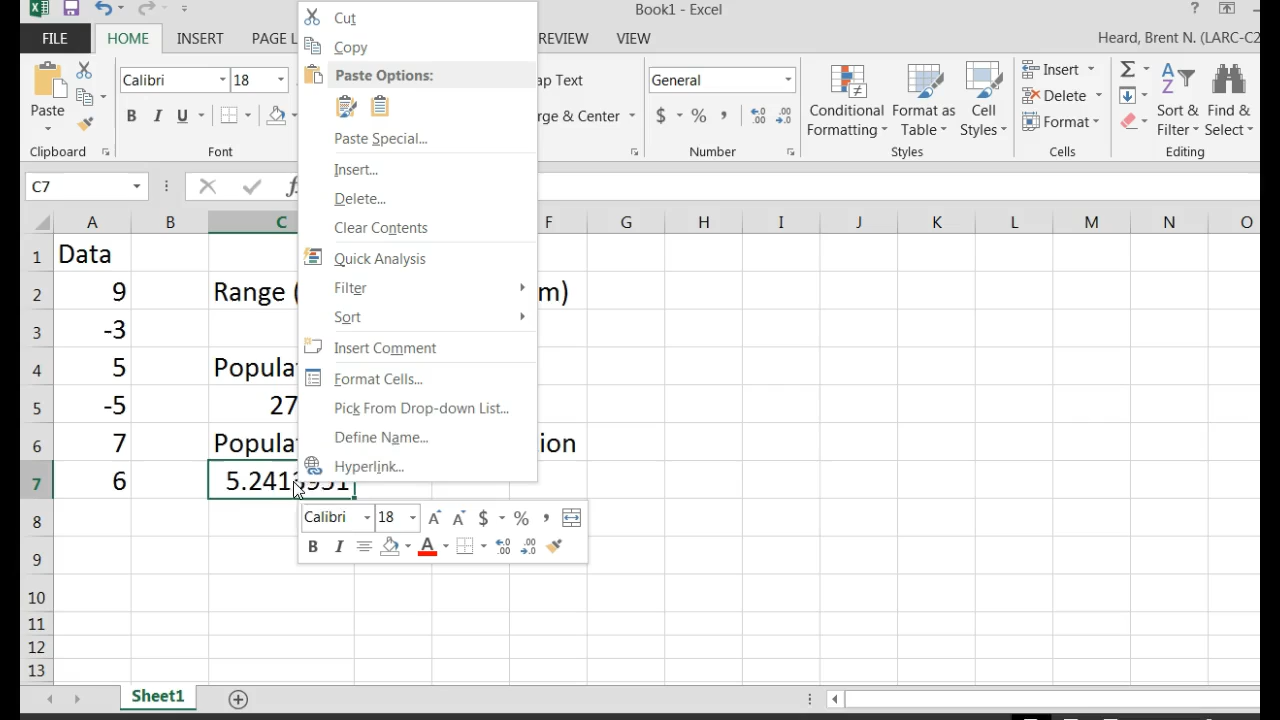 Book1 - Excel
?
FILE
HOME
INSERT
PAGE L
REVIEW
VIEW
Heard, Brent N. (LARC-C2
Cut
Copy
Paste Options:
Paste Special...
Insert...
Delete...
Clear Contents
Quick Analysis
Filter
Sort
Insert Comment
Format Cells...
Pick From Drop-down List...
Define Name...
Hyperlink...
Paste
Clipboard
Calibri
18
B I U
Font
ap Text
rge & Center
General
$ % ,
.00
.00
Number
Conditional
Formatting
Format as
Table
Cell
Styles
Styles
Insert
Delete
Format
Cells
Sort &
Filter
Find &
Select
Editing
C7
A B C F G H I J K L M N O
1 Data
2 9 Range ( m)
3 -3
4 5 Popula
5 -5 27
6 7 Popula ion
7 6 5.241 951
Calibri 18 A A $ % ,
B I A .00 .00
8
9
10
11
12
13
Sheet1